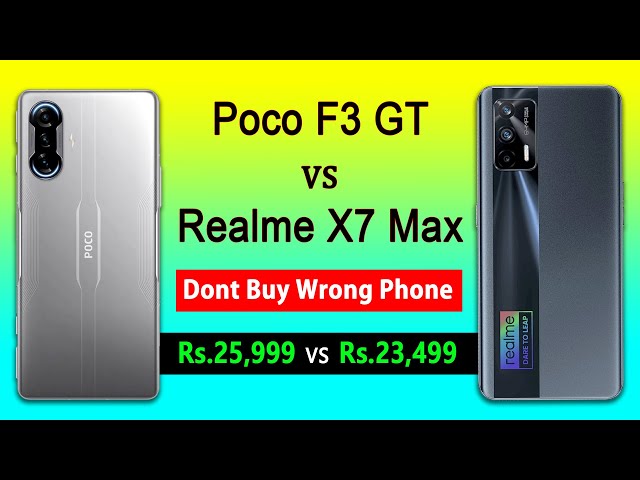 Poco F3 GT
vs
Realme X7 Max
Dont Buy Wrong Phone
Rs.25,999 vs Rs.23,499
POCO
realme
DARE TO LEAP